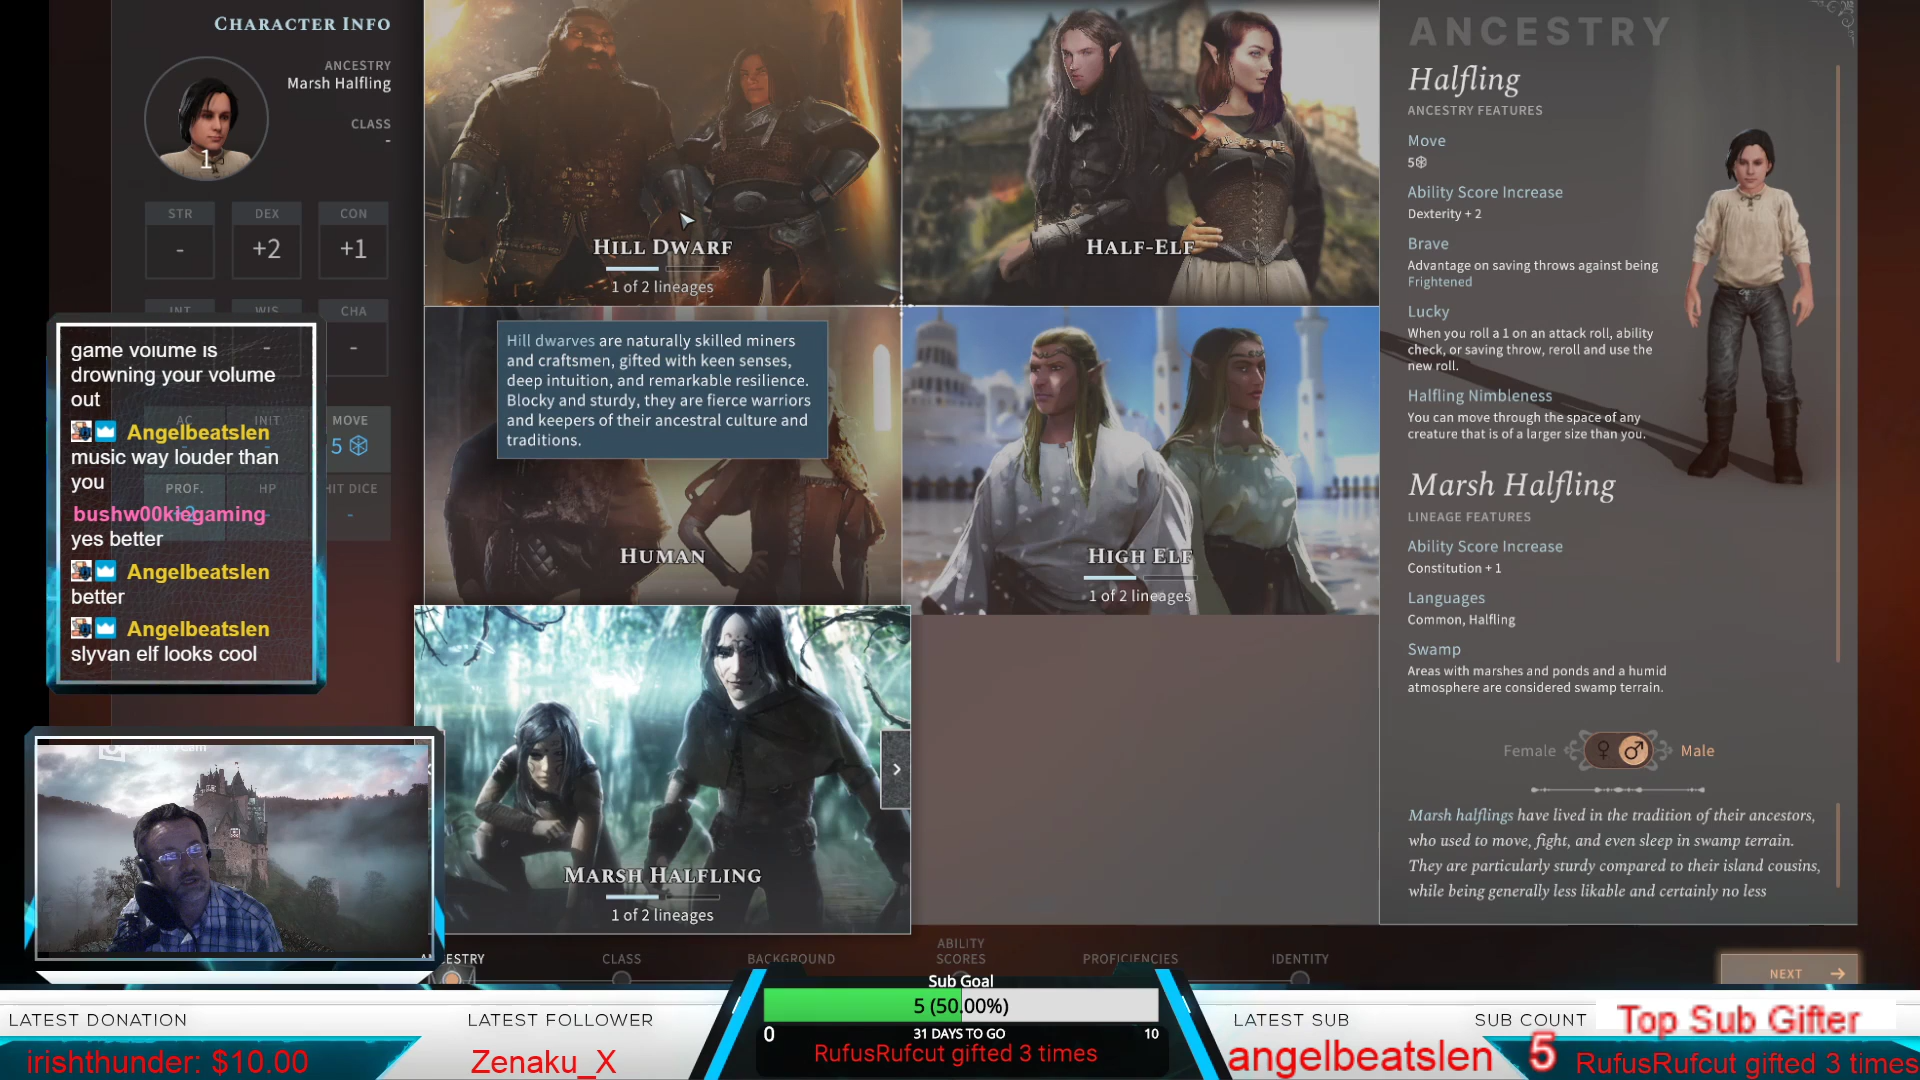 CHARACTER INFO
ANCESTRY
Marsh Halfling
CLASS
-
1
STR
DEX
CON
-
+2
+1
INT
WIS
CHA
-
-
AC
INIT
MOVE
5
PROF.
HP
HIT DICE
-
game volume is
drowning your volume
out
Angelbeatslen
music way louder than
you
bushw00kiegaming
yes better
Angelbeatslen
better
Angelbeatslen
slyvan elf looks cool
HILL DWARF
1 of 2 lineages
HALF-ELF
Hill dwarves are naturally skilled miners
and craftsmen, gifted with keen senses,
deep intuition, and remarkable resilience.
Blocky and sturdy, they are fierce warriors
and keepers of their ancestral culture and
traditions.
HUMAN
HIGH ELF
1 of 2 lineages
MARSH HALFLING
1 of 2 lineages
ANCESTRY
Halfling
ANCESTRY FEATURES
Move
5
Ability Score Increase
Dexterity + 2
Brave
Advantage on saving throws against being
Frightened
Lucky
When you roll a 1 on an attack roll, ability
check, or saving throw, reroll and use the
new roll.
Halfling Nimbleness
You can move through the space of any
creature that is of a larger size than you.
Marsh Halfling
LINEAGE FEATURES
Ability Score Increase
Constitution + 1
Languages
Common, Halfling
Swamp
Areas with marshes and ponds and a humid
atmosphere are considered swamp terrain.
Female
Male
Marsh halflings have lived in the tradition of their ancestors,
who used to move, fight, and even sleep in swamp terrain.
They are particularly sturdy compared to their island cousins,
while being generally less likable and certainly no less
ESTRY
CLASS
BACKGROUND
ABILITY
SCORES
PROFICIENCIES
IDENTITY
NEXT
LATEST DONATION
irishthunder: $10.00
LATEST FOLLOWER
Zenaku_X
Sub Goal
5 (50.00%)
0
31 DAYS TO GO
10
RufusRufcut gifted 3 times
LATEST SUB
angelbeatslen
SUB COUNT
5
Top Sub Gifter
RufusRufcut gifted 3 times